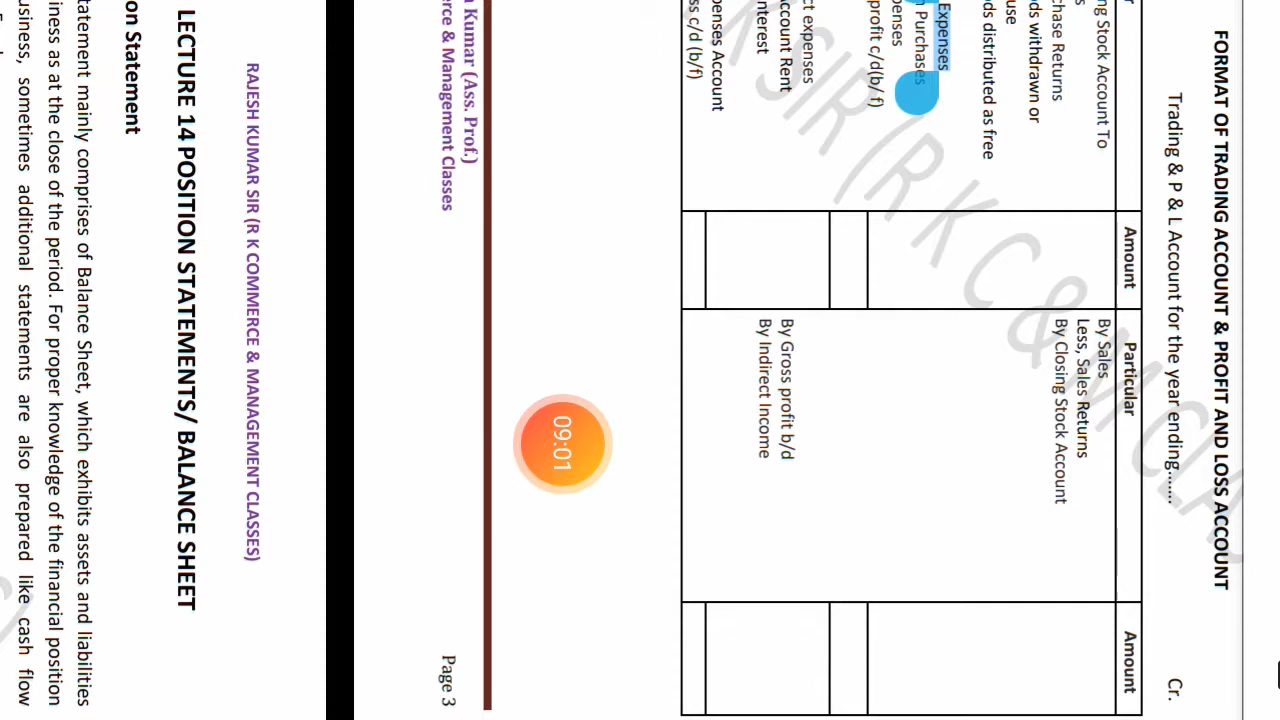 FORMAT OF TRADING ACCOUNT & PROFIT AND LOSS ACCOUNT
Trading & P & L Account for the year ending....... Cr.
r Amount Particular Amount
ng Stock Account To By Sales
s Less, Sales Returns
chase Returns By Closing Stock Account
ds withdrawn or
use
ds distributed as free
Expenses
n Purchases
penses
profit c/d(b/ f)
ct expenses By Gross profit b/d
ccount Rent By Indirect Income
nterest
penses Account
ss c/d (b/f)
R K SIR (R K C & M CLA
09:01
h Kumar (Ass. Prof.)
erce & Management Classes Page 3
RAJESH KUMAR SIR (R K COMMERCE & MANAGEMENT CLASSES)
LECTURE 14 POSITION STATEMENTS/ BALANCE SHEET
on Statement
tatement mainly comprises of Balance Sheet, which exhibits assets and liabilities
iness as at the close of the period. For proper knowledge of the financial position
usiness, sometimes additional statements are also prepared like cash flow